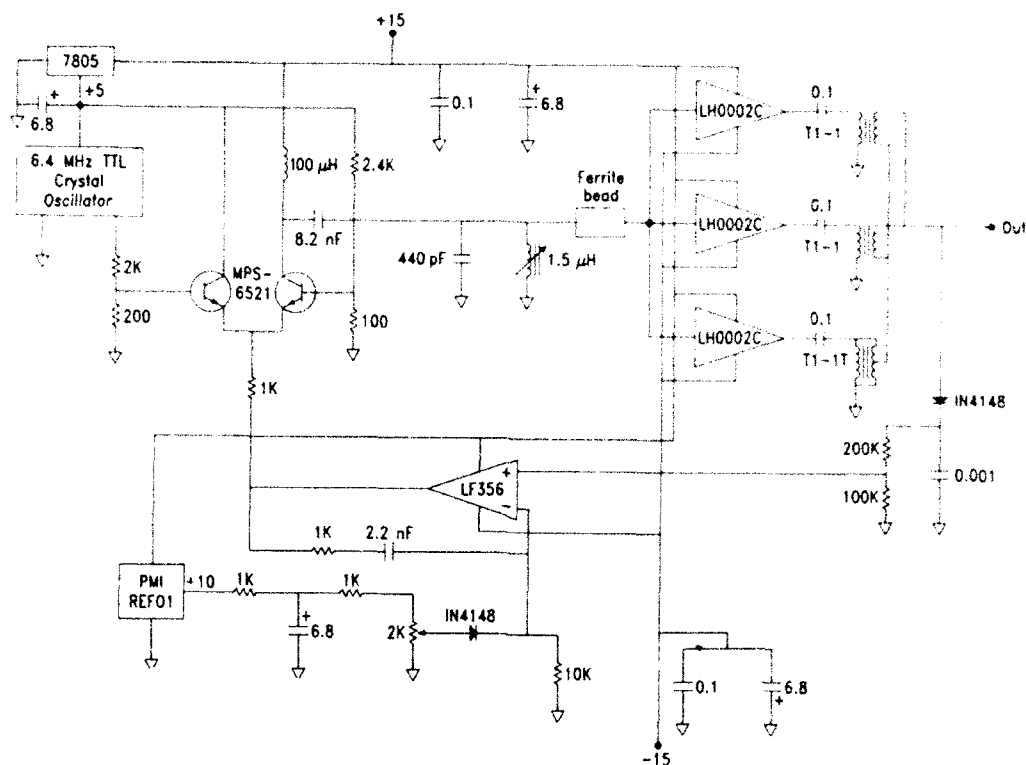 +15
7805
+5
+
6.8
0.1
+
6.8
LH0002C
0.1
T1-1
6.4 MHz TTL
Crystal
Oscillator
100 μH
2.4K
Ferrite
bead
8.2 nF
LH0002C
0.1
T1-1
Out
440 pF
1.5 μH
2K
MPS-
6521
200
100
LH0002C
0.1
T1-1T
1K
IN4148
200K
0.001
100K
+
LF356
-
1K
2.2 nF
PMI
REF01
+10
1K
1K
+
6.8
2K
IN4148
10K
0.1
6.8
+
-15